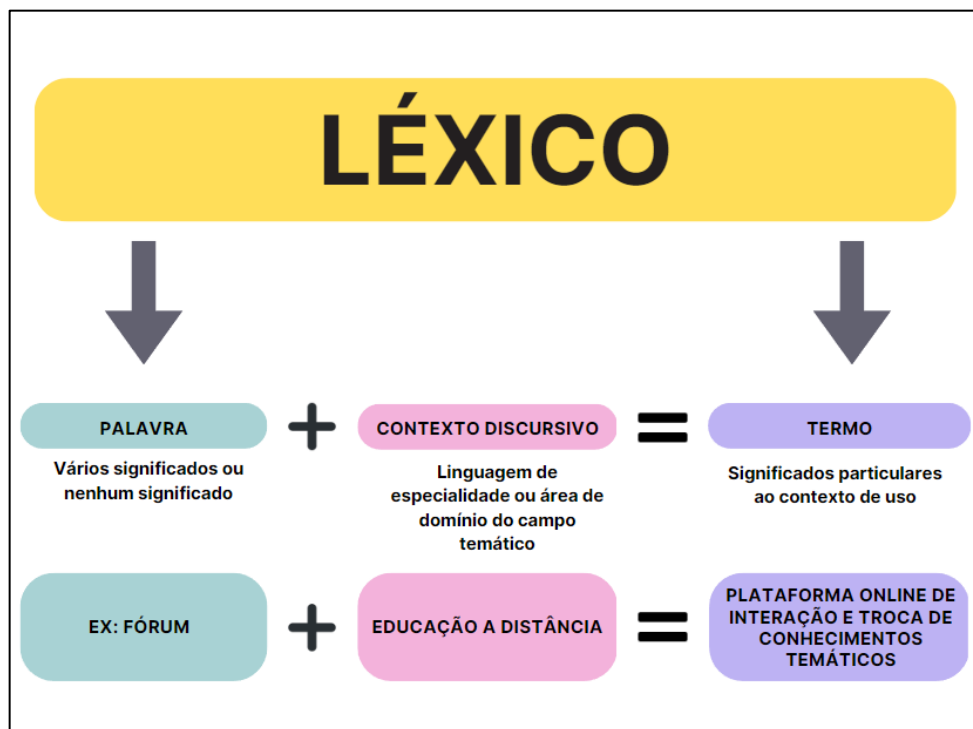 LÉXICO
PALAVRA
CONTEXTO DISCURSIVO
TERMO
Vários significados ou
nenhum significado
Linguagem de
especialidade ou área de
domínio do campo
temático
Significados particulares
ao contexto de uso
EX: FÓRUM
EDUCAÇÃO A DISTÂNCIA
PLATAFORMA ONLINE DE
INTERAÇÃO E TROCA DE
CONHECIMENTOS
TEMÁTICOS